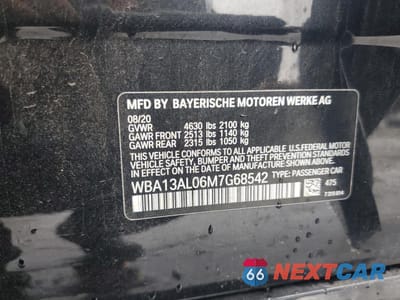 MFD BY BAYERISCHE MOTOREN WERKE AG
08/20
GVWR 4630 lbs 2100 kg
GAWR FRONT 2513 lbs 1140 kg
GAWR REAR 2315 lbs 1050 kg
THIS VEHICLE CONFORMS TO ALL APPLICABLE U.S. FEDERAL MOTOR
VEHICLE SAFETY, BUMPER, AND THEFT PREVENTION STANDARDS
IN EFFECT ON THE DATE OF MANUFACTURE SHOWN ABOVE.
WBA13AL06M7G68542 TYPE: PASSENGER CAR
475
66 NEXTCAR